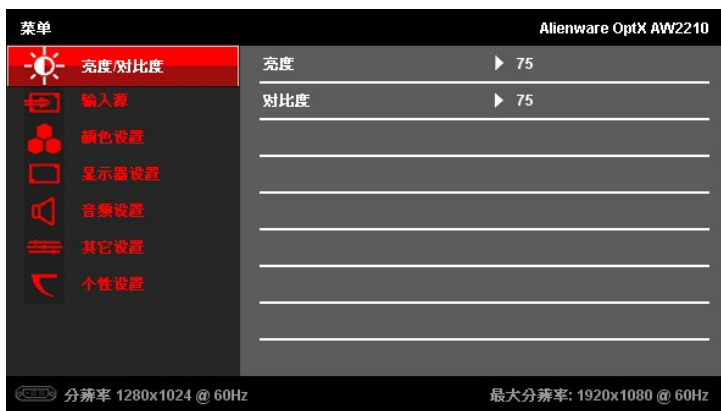 菜单 Alienware OptX AW2210
亮度/对比度 亮度 75
输入源 对比度 75
颜色设置
显示器设置
音频设置
其它设置
个性设置
分辨率 1280x1024 @ 60Hz 最大分辨率: 1920x1080 @ 60Hz